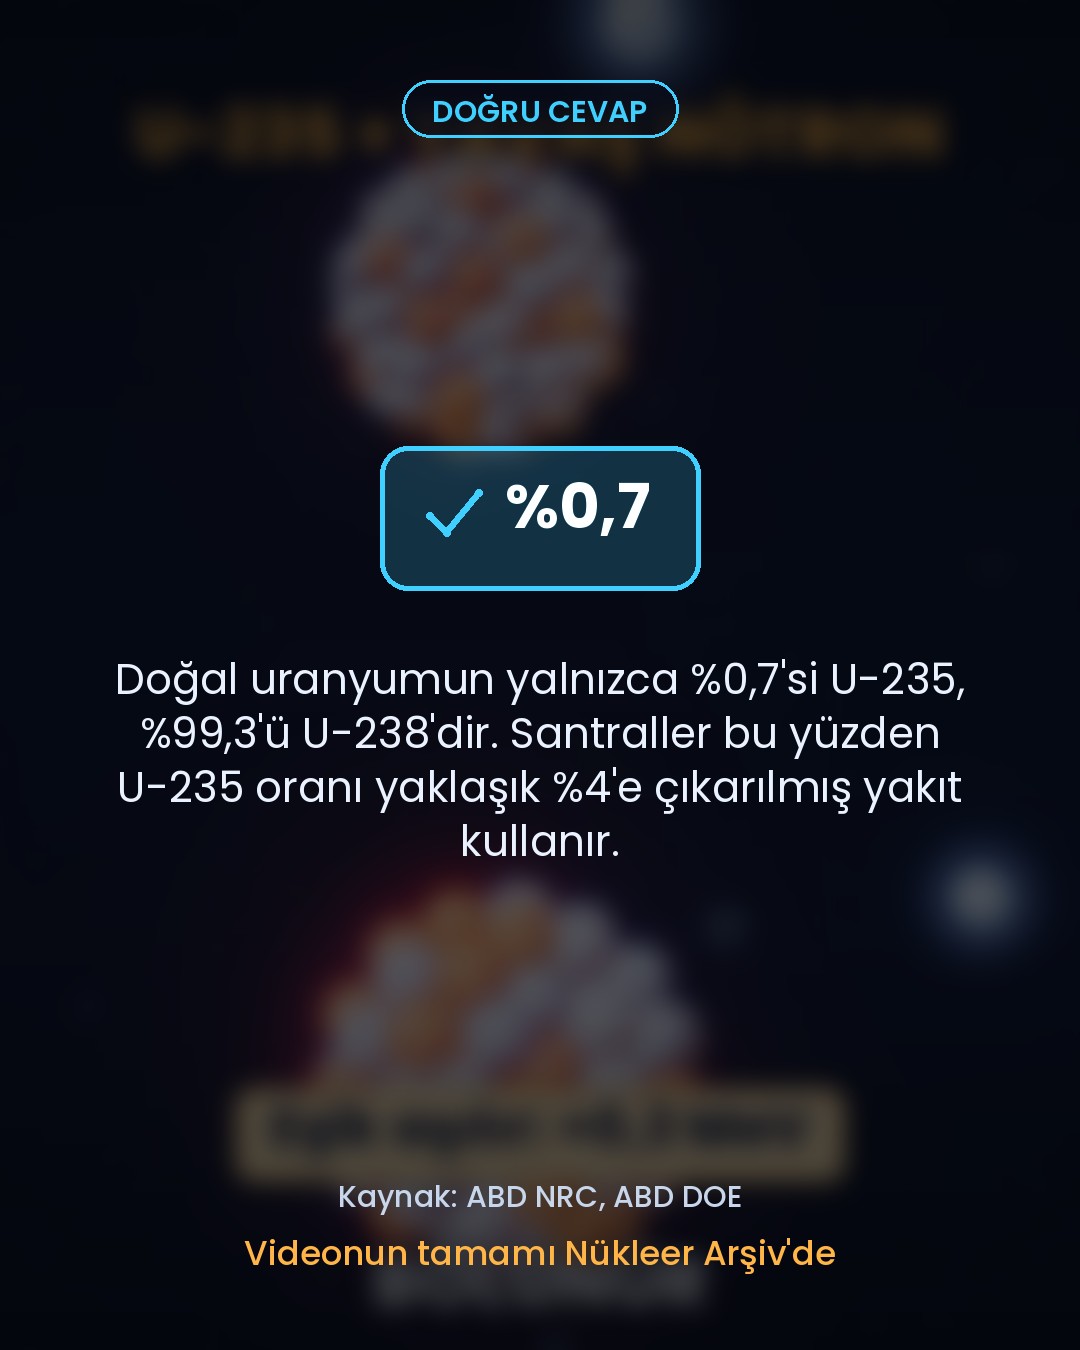 DOĞRU CEVAP
%0,7
Doğal uranyumun yalnızca %0,7'si U-235,
%99,3'ü U-238'dir. Santraller bu yüzden
U-235 oranı yaklaşık %4'e çıkarılmış yakıt
kullanır.
Kaynak: ABD NRC, ABD DOE
Videonun tamamı Nükleer Arşiv'de